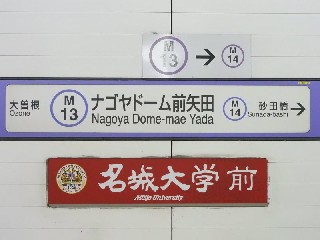 M 13 → M 14
大曽根 Ozone
M 13
ナゴヤドーム前矢田
Nagoya Dome-mae Yada
M 14
砂田橋 → Sunada-bashi
名城大学前
Meijo University